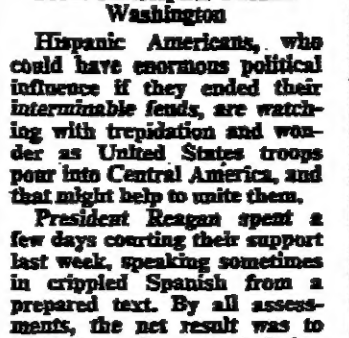 Washington
Hispanic Americans, who
could have enormous political
influence if they ended their
interminable feuds, are watch-
ing with trepidation and won-
der as United States troops
pour into Central America, and
that might help to unite them.
President Reagan spent a
few days courting their support
last week, speaking sometimes
in crippled Spanish from a
prepared text. By all assess-
ments, the net result was to